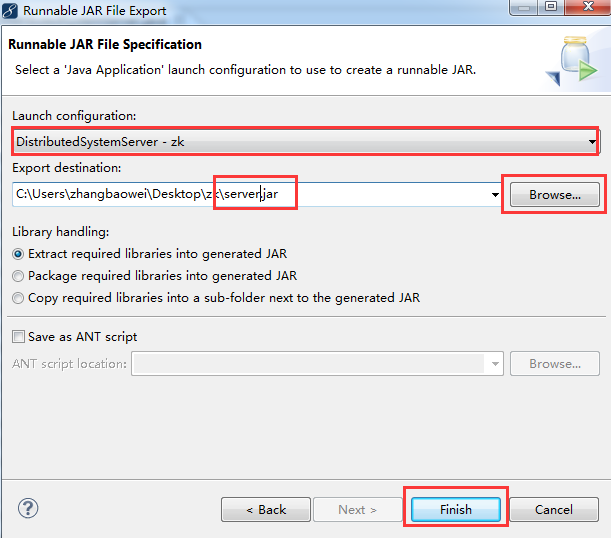 Runnable JAR File Export
Runnable JAR File Specification
Select a 'Java Application' launch configuration to use to create a runnable JAR.
Launch configuration:
DistributedSystemServer - zk
Export destination:
C:\Users\zhangbaowei\Desktop\zk\server.jar
Browse...
Library handling:
Extract required libraries into generated JAR
Package required libraries into generated JAR
Copy required libraries into a sub-folder next to the generated JAR
Save as ANT script
ANT script location:
Browse...
?
< Back
Next >
Finish
Cancel